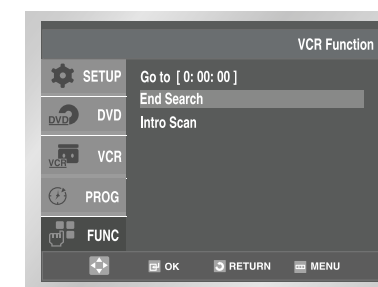 VCR Function
SETUP
Go to [ 0: 00: 00 ]
End Search
DVD DVD
Intro Scan
VCR VCR
PROG
FUNC
OK RETURN MENU